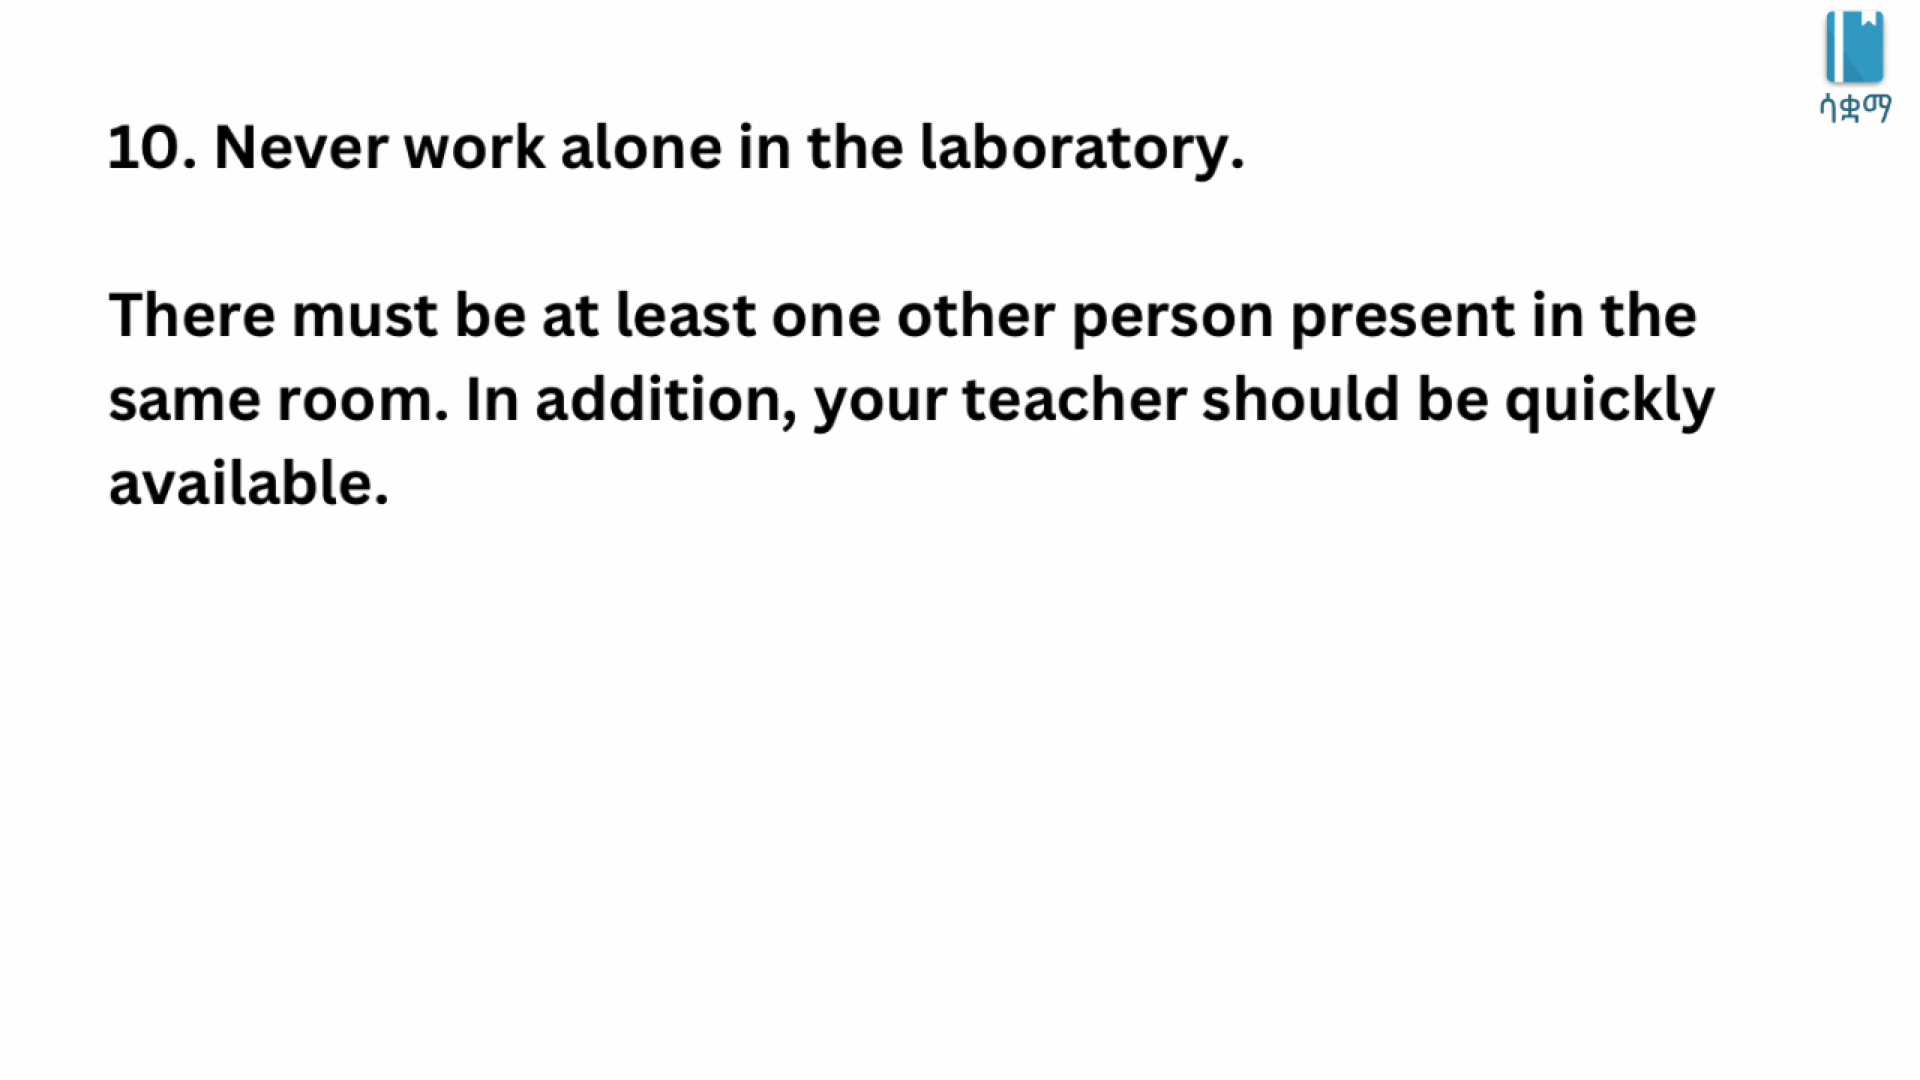 ሳቋማ
10. Never work alone in the laboratory.
There must be at least one other person present in the
same room. In addition, your teacher should be quickly
available.